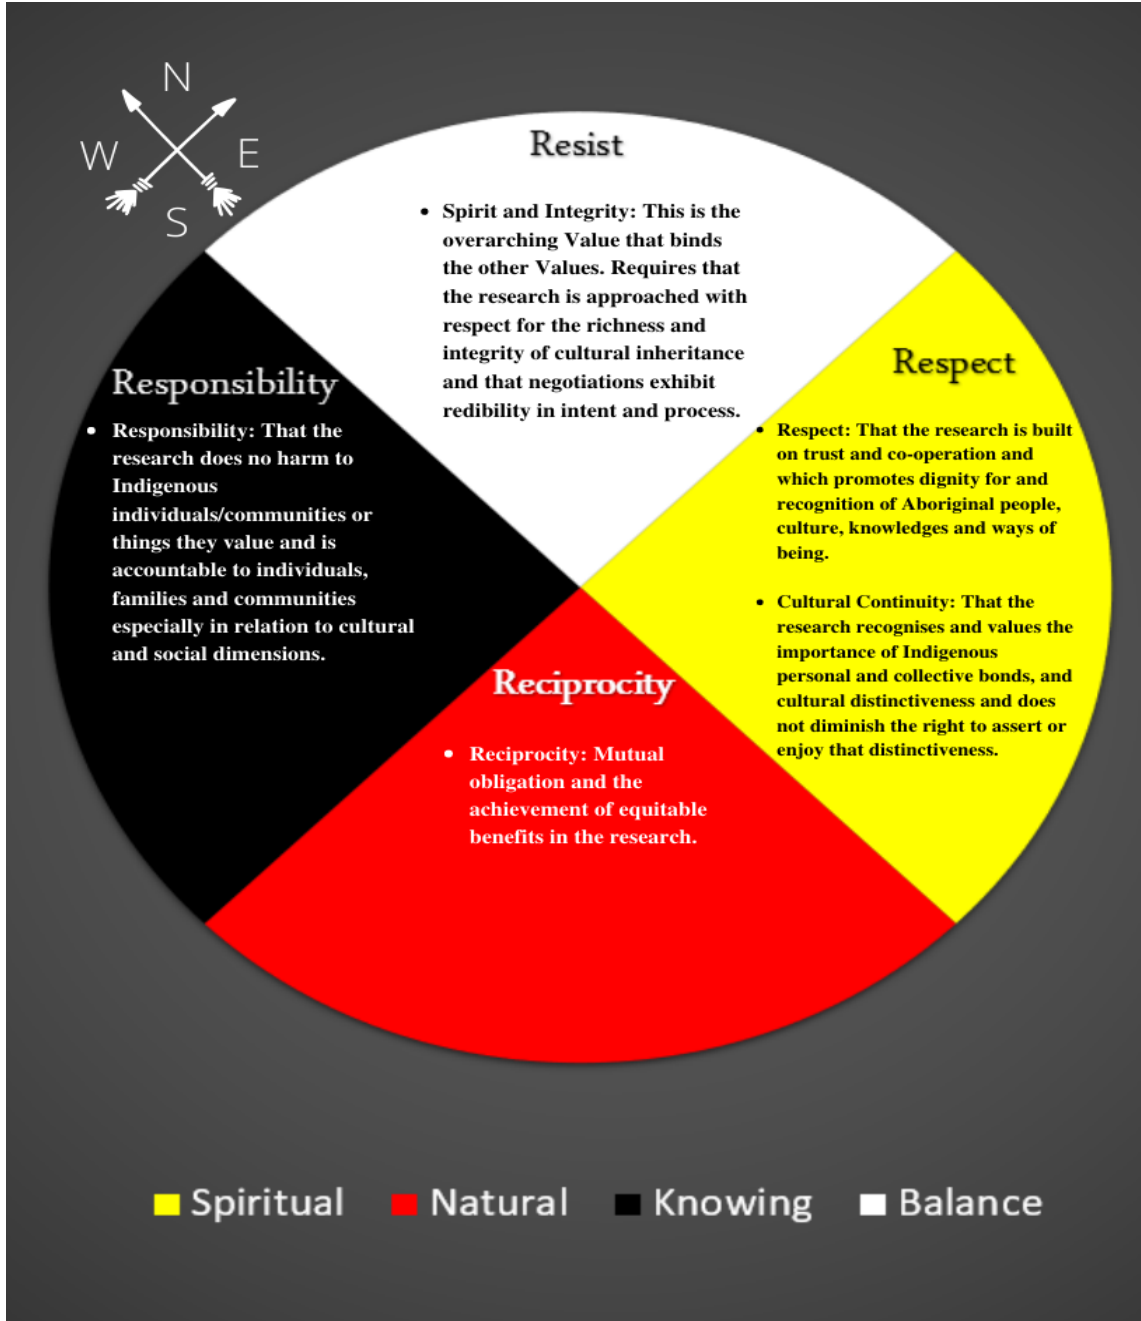 N
W
E
S
Resist
• Spirit and Integrity: This is the
overarching Value that binds
the other Values. Requires that
the research is approached with
respect for the richness and
integrity of cultural inheritance
and that negotiations exhibit
redibility in intent and process.
Responsibility
• Responsibility: That the
research does no harm to
Indigenous
individuals/communities or
things they value and is
accountable to individuals,
families and communities
especially in relation to cultural
and social dimensions.
Respect
• Respect: That the research is built
on trust and co-operation and
which promotes dignity for and
recognition of Aboriginal people,
culture, knowledges and ways of
being.
• Cultural Continuity: That the
research recognises and values the
importance of Indigenous
personal and collective bonds, and
cultural distinctiveness and does
not diminish the right to assert or
enjoy that distinctiveness.
Reciprocity
• Reciprocity: Mutual
obligation and the
achievement of equitable
benefits in the research.
Spiritual Natural Knowing Balance